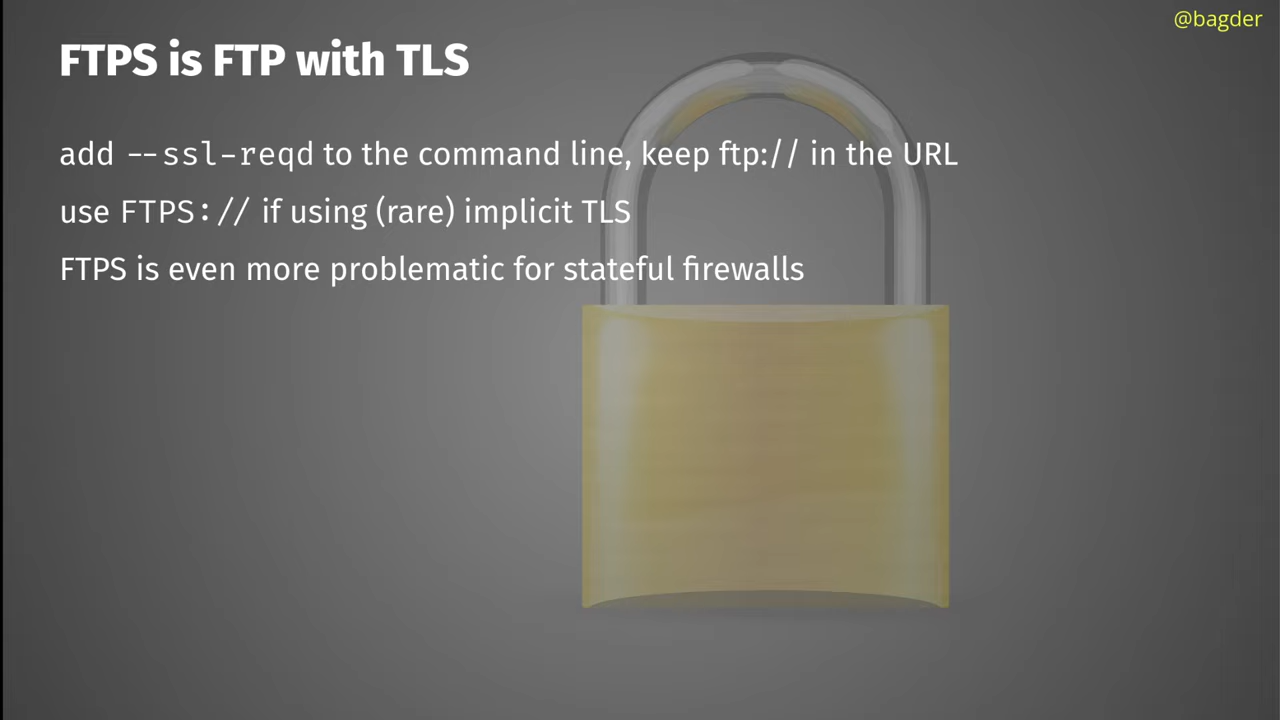 @bagder
FTPS is FTP with TLS
add --ssl-reqd to the command line, keep ftp:// in the URL
use FTPS:// if using (rare) implicit TLS
FTPS is even more problematic for stateful firewalls